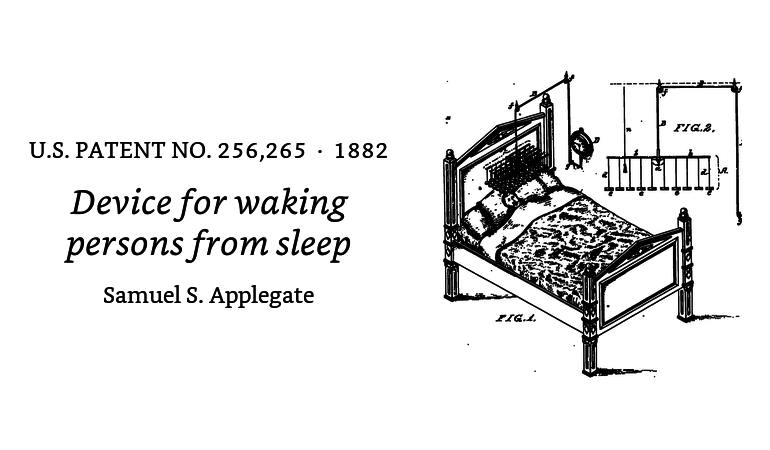 U.S. PATENT NO. 256,265 · 1882
Device for waking
persons from sleep
Samuel S. Applegate
FIG.2.
FIG.1.